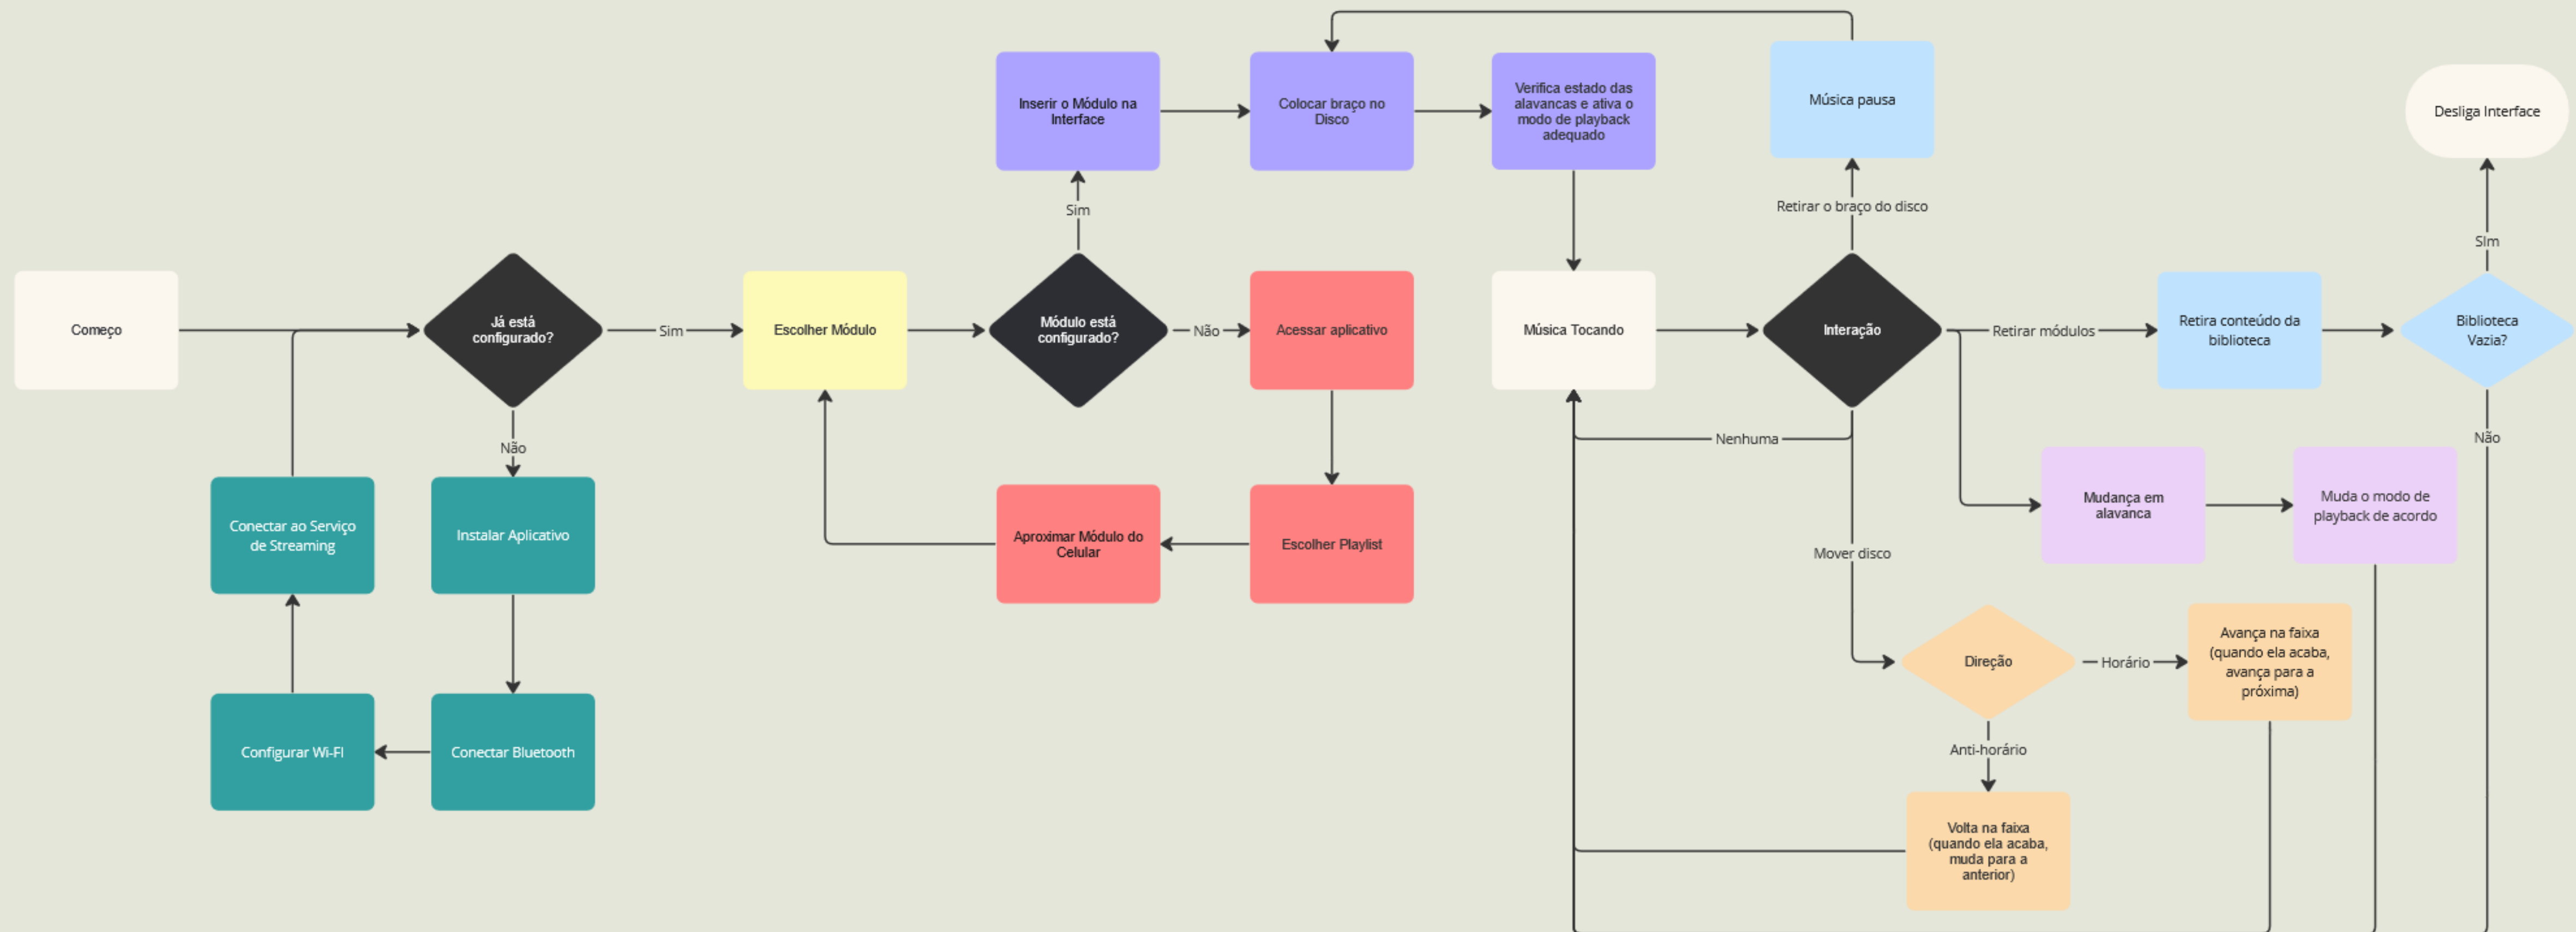 Começo
Já está
configurado?
Sim
Não
Instalar Aplicativo
Conectar Bluetooth
Configurar Wi-FI
Conectar ao Serviço
de Streaming
Escolher Módulo
Módulo está
configurado?
Sim
Não
Acessar aplicativo
Escolher Playlist
Aproximar Módulo do
Celular
Inserir o Módulo na
Interface
Colocar braço no
Disco
Verifica estado das
alavancas e ativa o
modo de playback
adequado
Música Tocando
Interação
Retirar o braço do disco
Música pausa
Nenhuma
Retirar módulos
Retira conteúdo da
biblioteca
Biblioteca
Vazia?
SIm
Desliga Interface
Não
Mudança em
alavanca
Muda o modo de
playback de acordo
Mover disco
Direção
Horário
Avança na faixa
(quando ela acaba,
avança para a
próxima)
Anti-horário
Volta na faixa
(quando ela acaba,
muda para a
anterior)